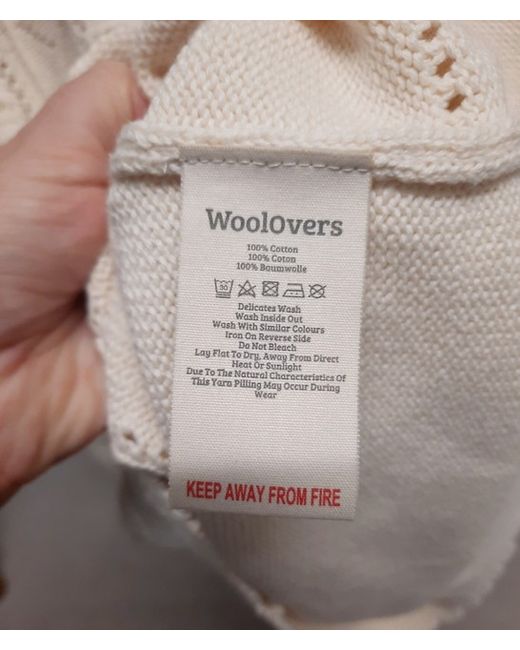 WoolOvers
100% Cotton
100% Coton
100% Baumwolle
30
Delicates Wash
Wash Inside Out
Wash With Similar Colours
Iron On Reverse Side
Do Not Bleach
Lay Flat To Dry, Away From Direct
Heat Or Sunlight
Due To The Natural Characteristics Of
This Yarn Pilling May Occur During
Wear
KEEP AWAY FROM FIRE